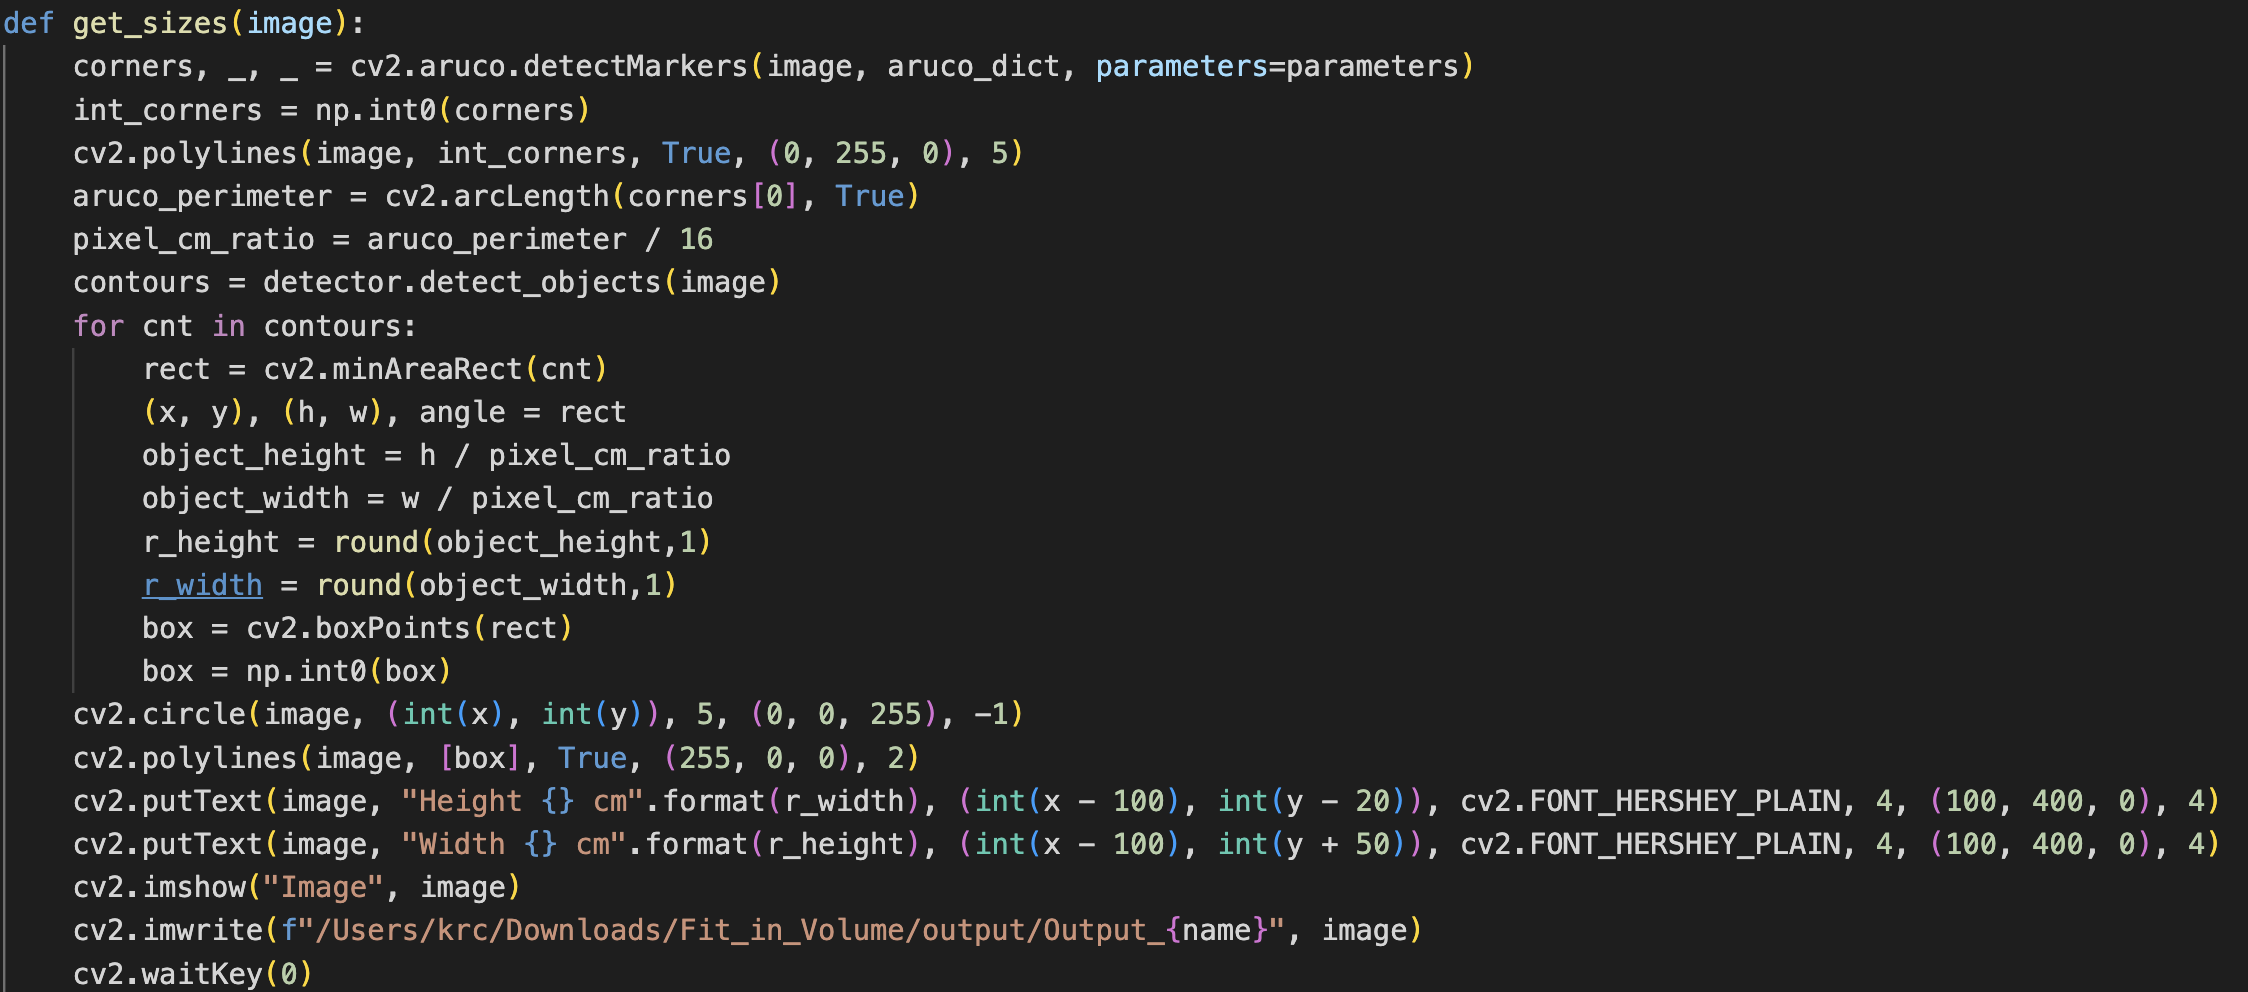 def get_sizes(image):
    corners, _, _ = cv2.aruco.detectMarkers(image, aruco_dict, parameters=parameters)
    int_corners = np.int0(corners)
    cv2.polylines(image, int_corners, True, (0, 255, 0), 5)
    aruco_perimeter = cv2.arcLength(corners[0], True)
    pixel_cm_ratio = aruco_perimeter / 16
    contours = detector.detect_objects(image)
    for cnt in contours:
        rect = cv2.minAreaRect(cnt)
        (x, y), (h, w), angle = rect
        object_height = h / pixel_cm_ratio
        object_width = w / pixel_cm_ratio
        r_height = round(object_height,1)
        r_width = round(object_width,1)
        box = cv2.boxPoints(rect)
        box = np.int0(box)
    cv2.circle(image, (int(x), int(y)), 5, (0, 0, 255), -1)
    cv2.polylines(image, [box], True, (255, 0, 0), 2)
    cv2.putText(image, "Height {} cm".format(r_width), (int(x - 100), int(y - 20)), cv2.FONT_HERSHEY_PLAIN, 4, (100, 400, 0), 4)
    cv2.putText(image, "Width {} cm".format(r_height), (int(x - 100), int(y + 50)), cv2.FONT_HERSHEY_PLAIN, 4, (100, 400, 0), 4)
    cv2.imshow("Image", image)
    cv2.imwrite(f"/Users/krc/Downloads/Fit_in_Volume/output/Output_{name}", image)
    cv2.waitKey(0)